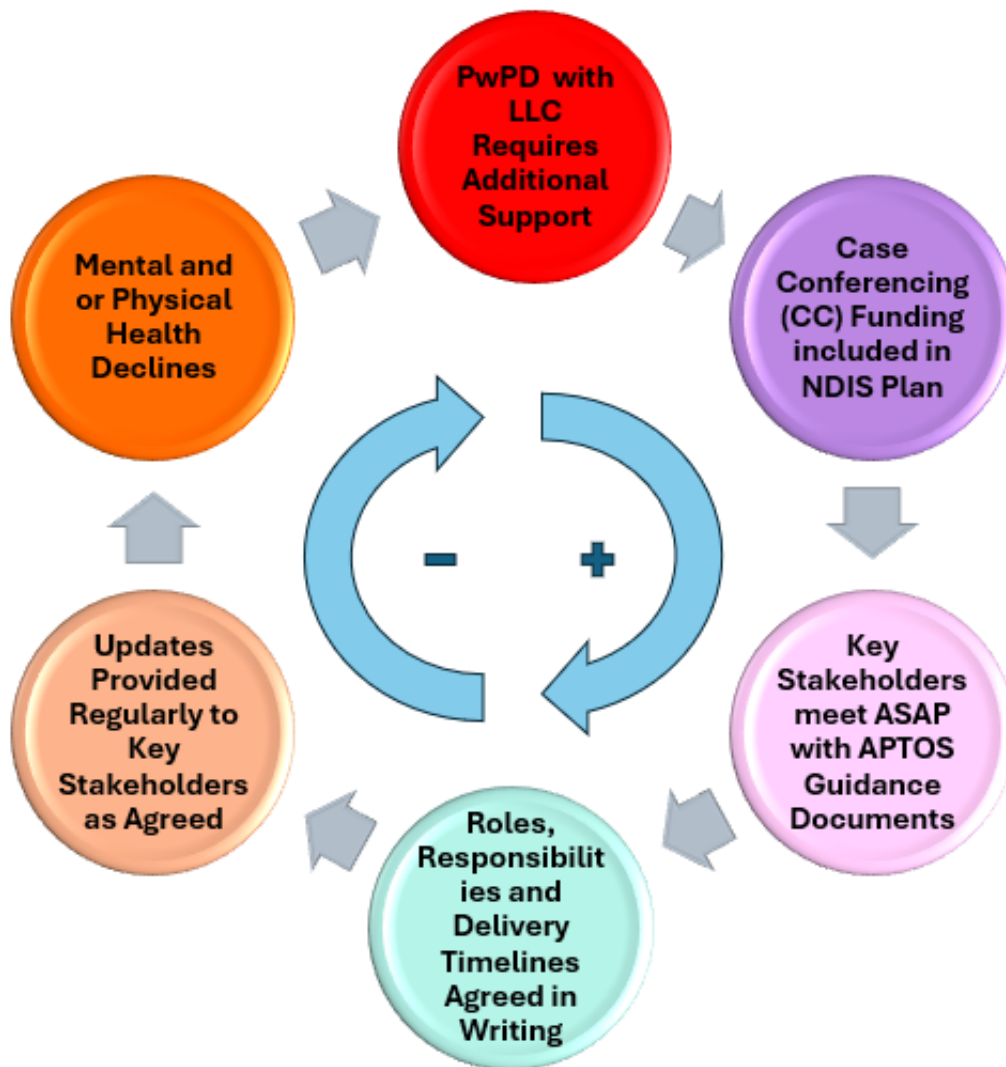 PwPD with
LLC
Requires
Additional
Support
Case
Conferencing
(CC) Funding
included in
NDIS Plan
Key
Stakeholders
meet ASAP
with APTOS
Guidance
Documents
Roles,
Responsibilit
ies and
Delivery
Timelines
Agreed in
Writing
Updates
Provided
Regularly to
Key
Stakeholders
as Agreed
Mental and
or Physical
Health
Declines
-
+